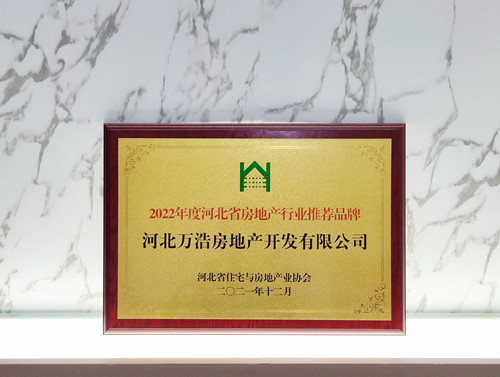 2022年度河北省房地产行业推荐品牌
河北万浩房地产开发有限公司
河北省住宅与房地产业协会
二〇二一年十二月